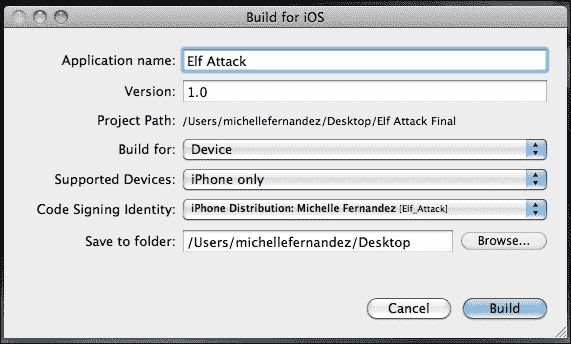 Build for iOS
Application name: Elf Attack
Version: 1.0
Project Path: /Users/michellefernandez/Desktop/Elf Attack Final
Build for: Device
Supported Devices: iPhone only
Code Signing Identity: iPhone Distribution: Michelle Fernandez [Elf_Attack]
Save to folder: /Users/michellefernandez/Desktop Browse...
Cancel Build